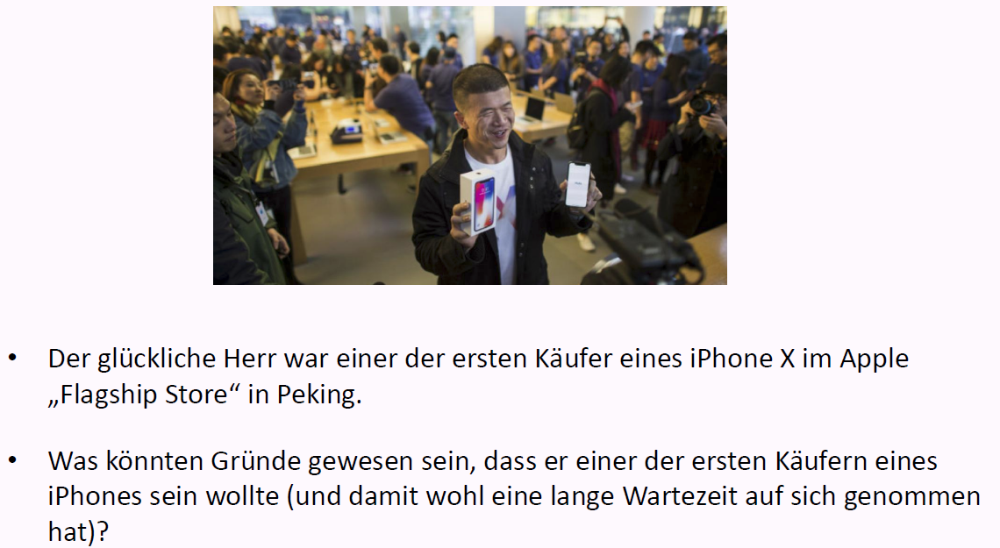 • Der glückliche Herr war einer der ersten Käufer eines iPhone X im Apple
„Flagship Store“ in Peking.
• Was könnten Gründe gewesen sein, dass er einer der ersten Käufern eines
iPhones sein wollte (und damit wohl eine lange Wartezeit auf sich genommen
hat)?